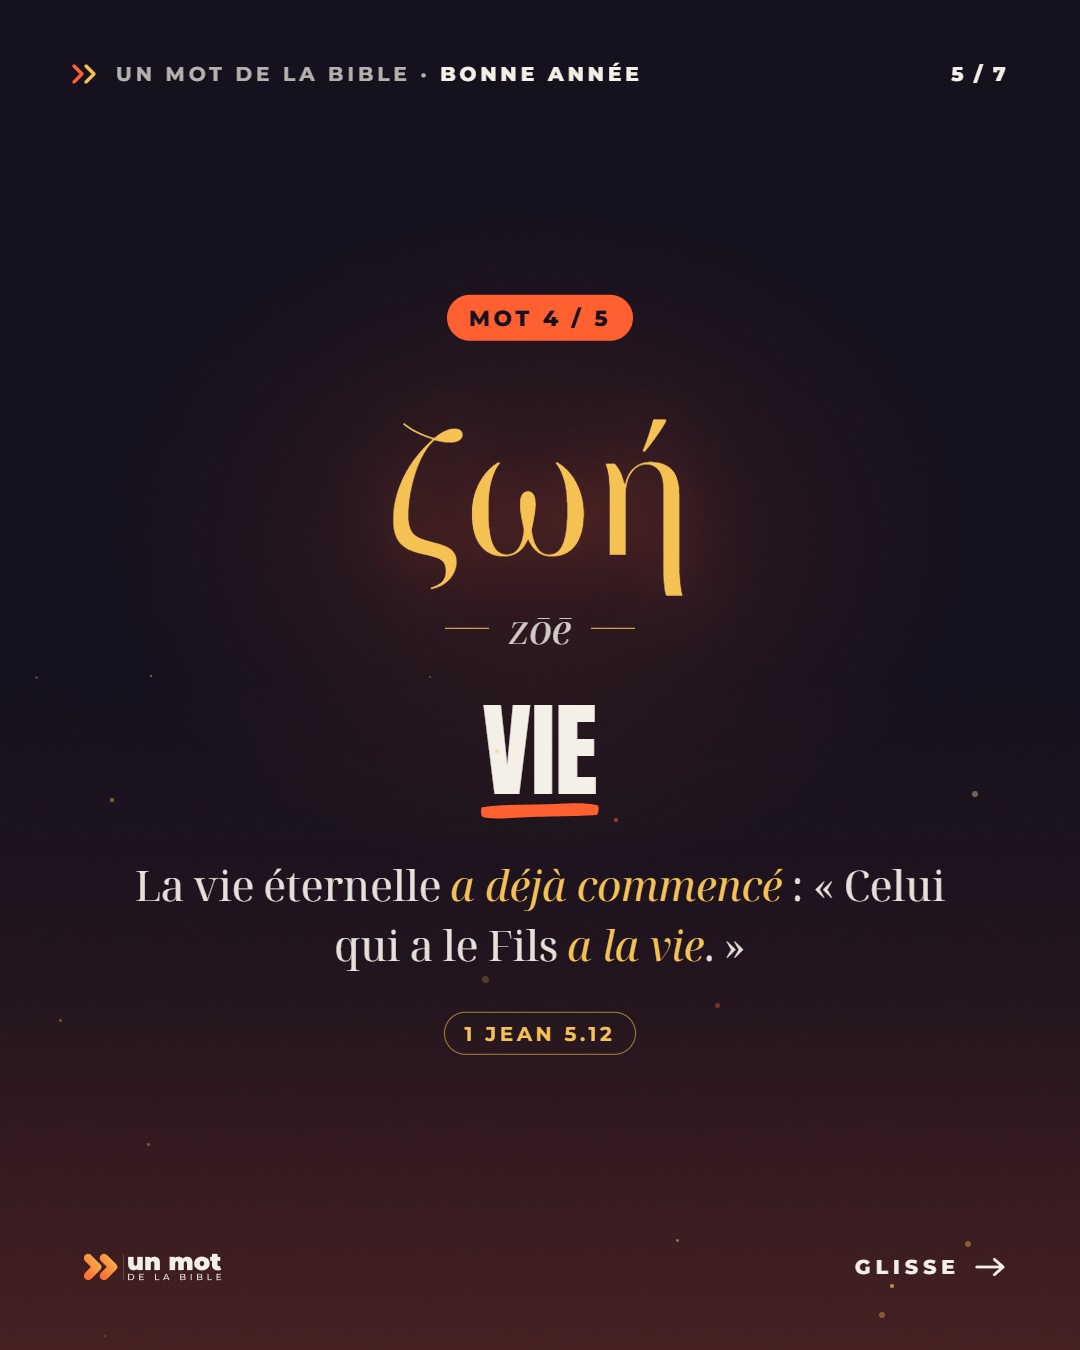 UN MOT DE LA BIBLE · BONNE ANNÉE
5 / 7
MOT 4 / 5
ζωή
zōē
VIE
La vie éternelle a déjà commencé : « Celui
qui a le Fils a la vie. »
1 JEAN 5.12
un mot
DE LA BIBLE
GLISSE →